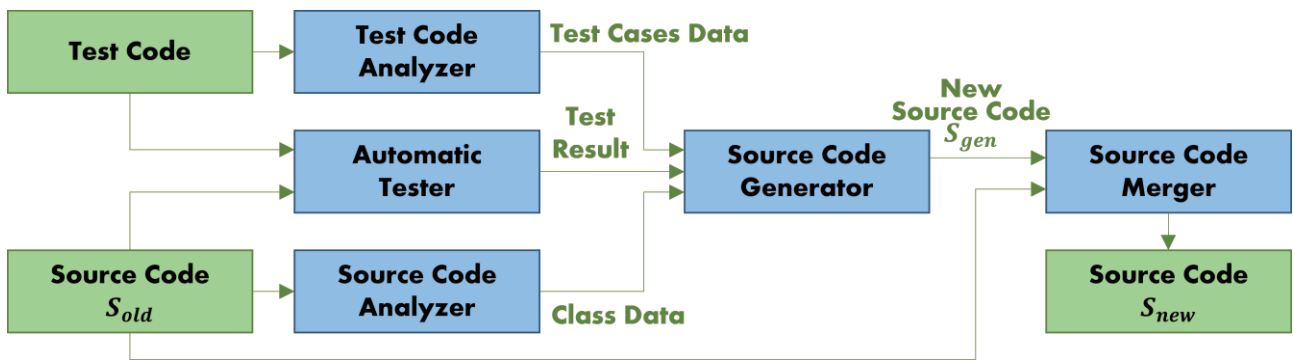 Test Code
Test Code
Analyzer
Test Cases Data
Test
Result
Automatic
Tester
Source Code
Generator
New
Source Code
S_gen
Source Code
Merger
Source Code
S_old
Source Code
Analyzer
Class Data
Source Code
S_new